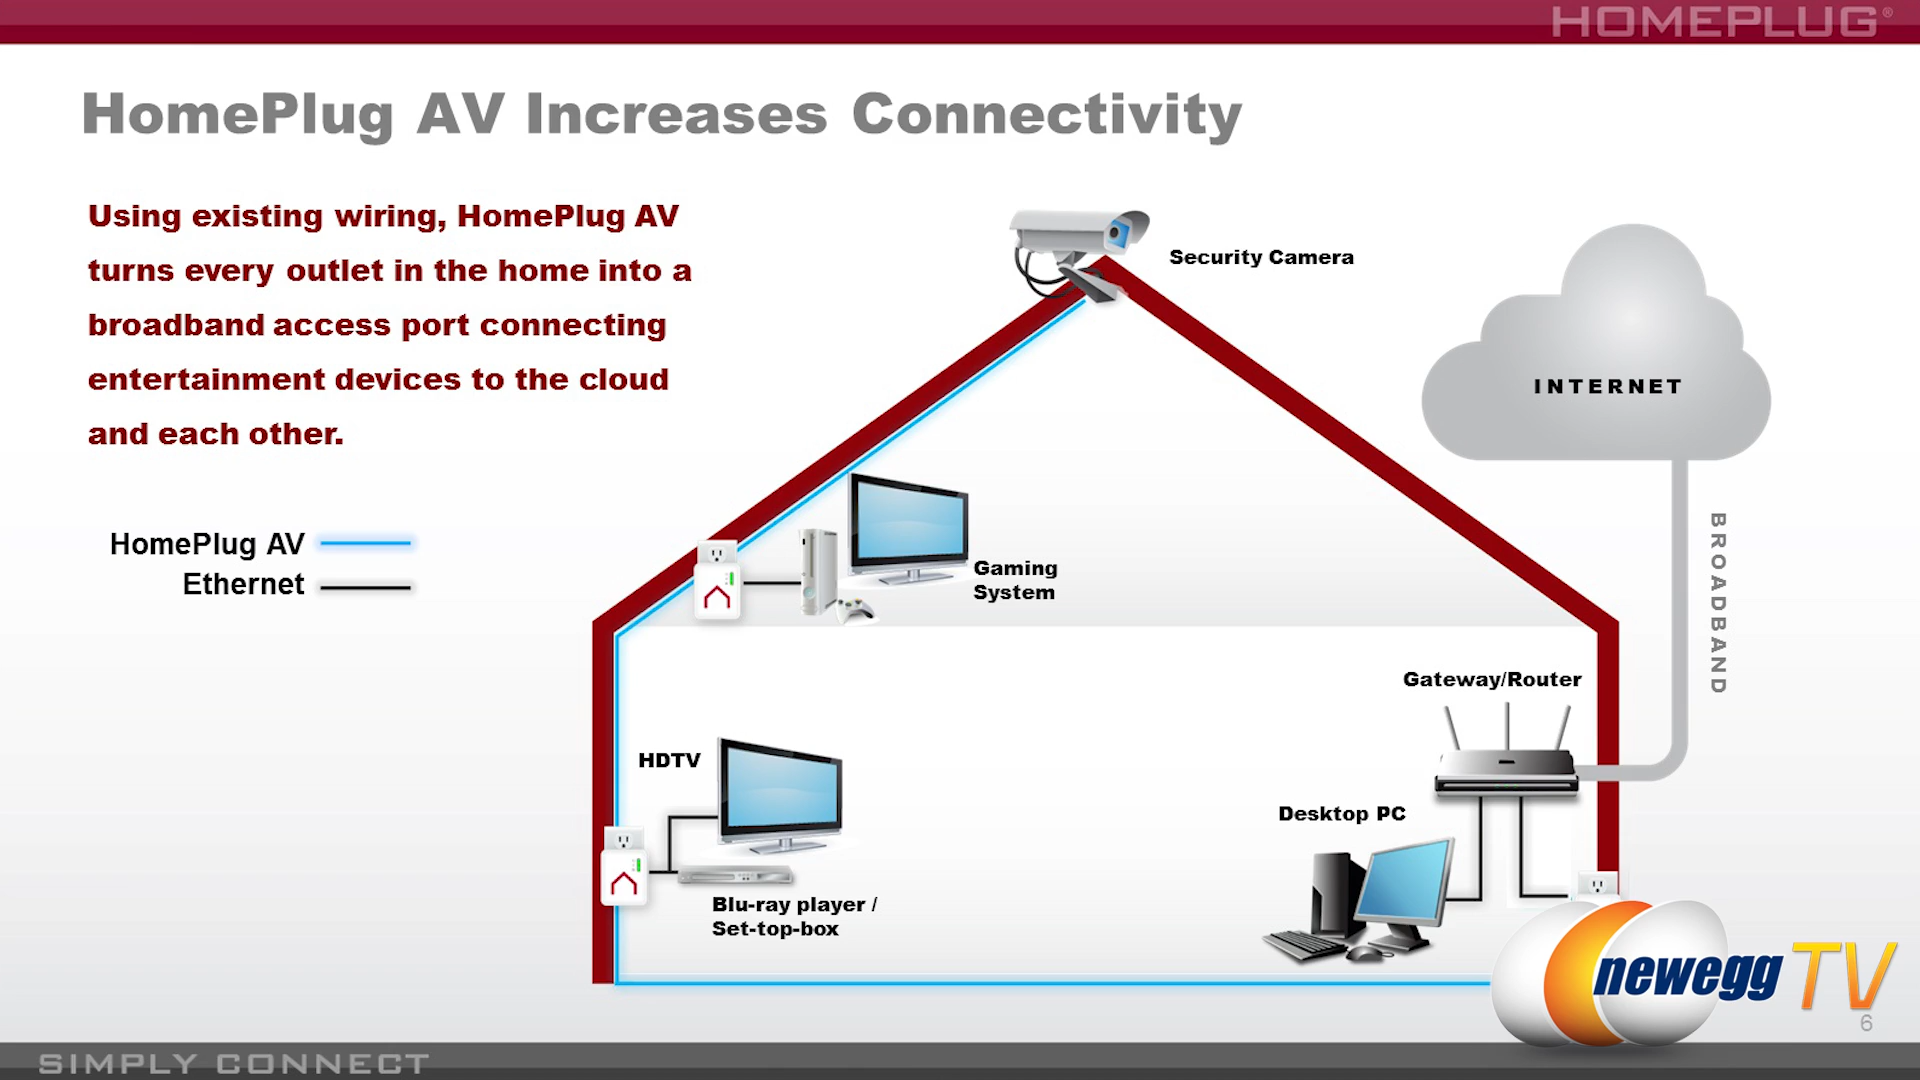 HOMEPLUG®
HomePlug AV Increases Connectivity
Using existing wiring, HomePlug AV
turns every outlet in the home into a
broadband access port connecting
entertainment devices to the cloud
and each other.
HomePlug AV
Ethernet
Security Camera
INTERNET
BROADBAND
Gaming
System
Gateway/Router
HDTV
Desktop PC
Blu-ray player /
Set-top-box
newegg TV
6
SIMPLY CONNECT